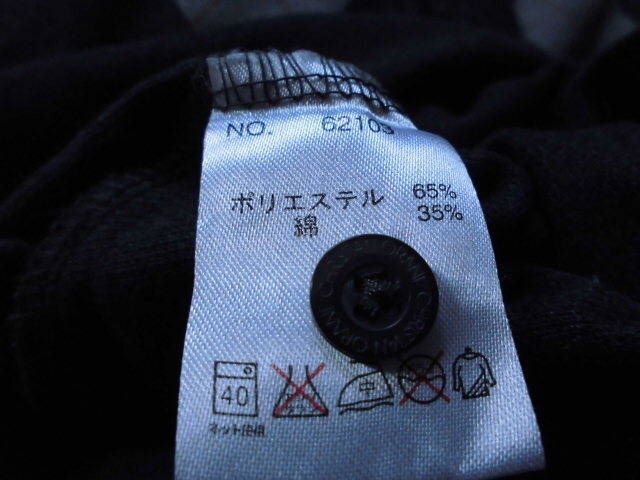 NO. 62103
ポリエステル 65%
綿 35%
40 中
ネット使用